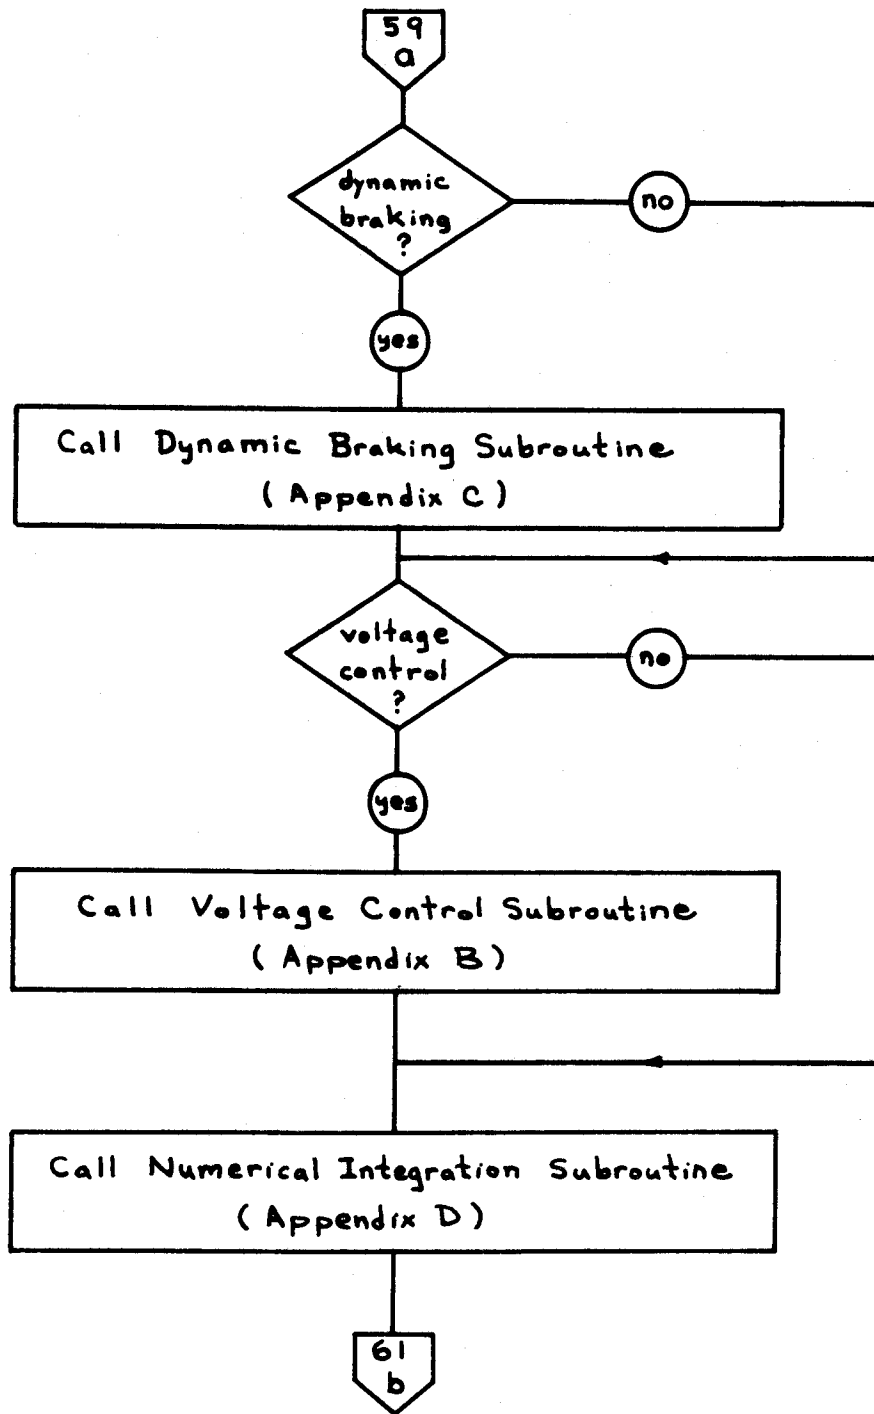 59
a
dynamic
braking
?
no
yes
Call Dynamic Braking Subroutine
(Appendix C)
voltage
control
?
no
yes
Call Voltage Control Subroutine
(Appendix B)
Call Numerical Integration Subroutine
(Appendix D)
61
b